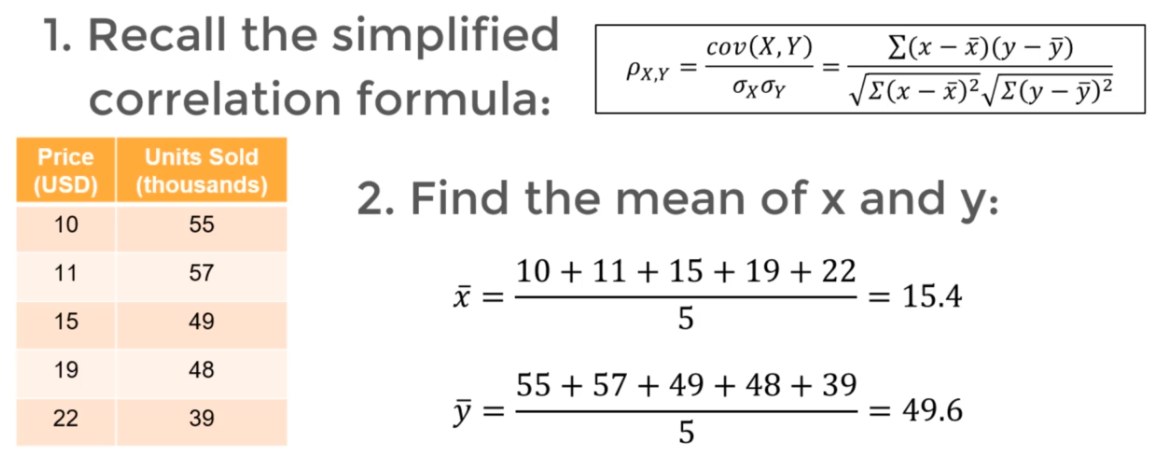 1. Recall the simplified
correlation formula:
ρX,Y = cov(X,Y) / σXσY = Σ(x − x̄)(y − ȳ) / √Σ(x − x̄)²√Σ(y − ȳ)²
Price (USD) Units Sold (thousands)
10 55
11 57
15 49
19 48
22 39
2. Find the mean of x and y:
x̄ = 10 + 11 + 15 + 19 + 22 / 5 = 15.4
ȳ = 55 + 57 + 49 + 48 + 39 / 5 = 49.6